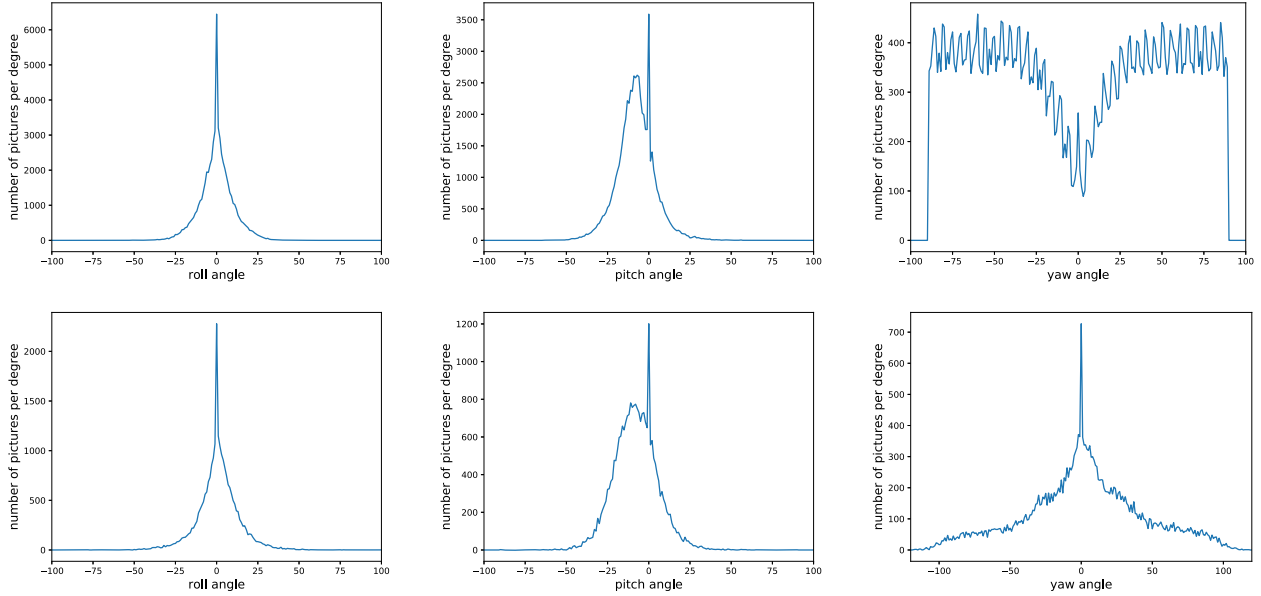 number of pictures per degree
6000
5000
4000
3000
2000
1000
0
−100 −75 −50 −25 0 25 50 75 100
roll angle
number of pictures per degree
3500
3000
2500
2000
1500
1000
500
0
−100 −75 −50 −25 0 25 50 75 100
pitch angle
number of pictures per degree
400
300
200
100
0
−100 −75 −50 −25 0 25 50 75 100
yaw angle
number of pictures per degree
2000
1500
1000
500
0
−100 −75 −50 −25 0 25 50 75 100
roll angle
number of pictures per degree
1200
1000
800
600
400
200
0
−100 −75 −50 −25 0 25 50 75 100
pitch angle
number of pictures per degree
700
600
500
400
300
200
100
0
−100 −50 0 50 100
yaw angle